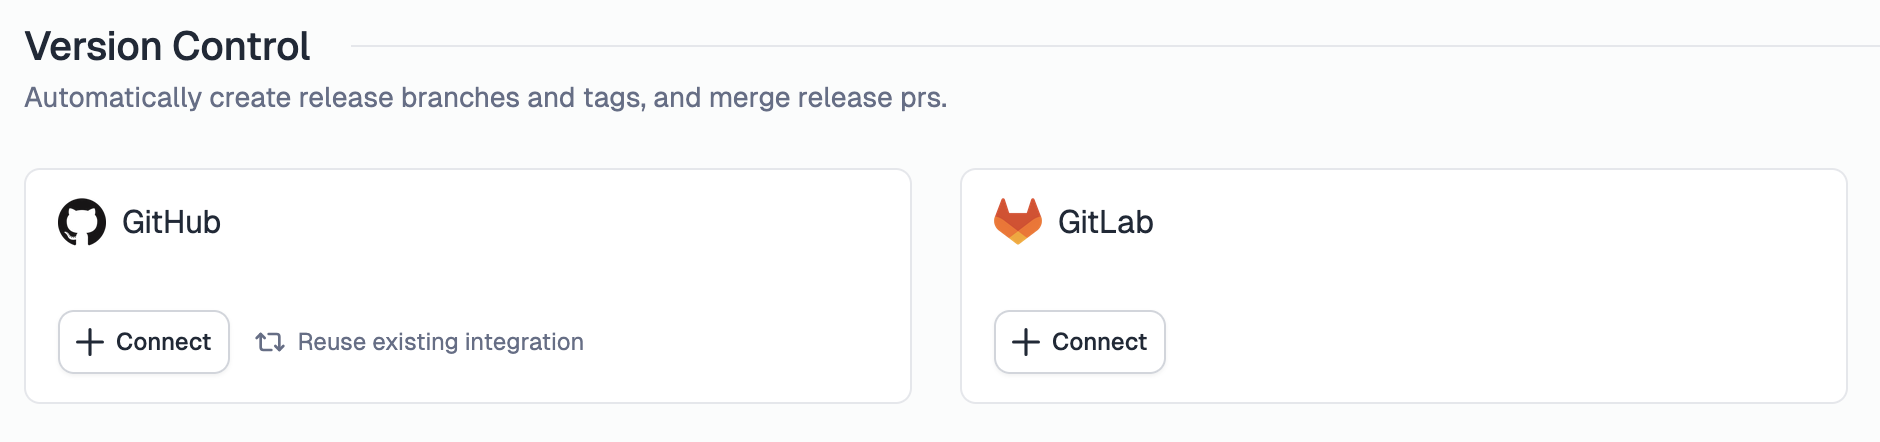 Version Control
Automatically create release branches and tags, and merge release prs.
GitHub
Connect
Reuse existing integration
GitLab
Connect